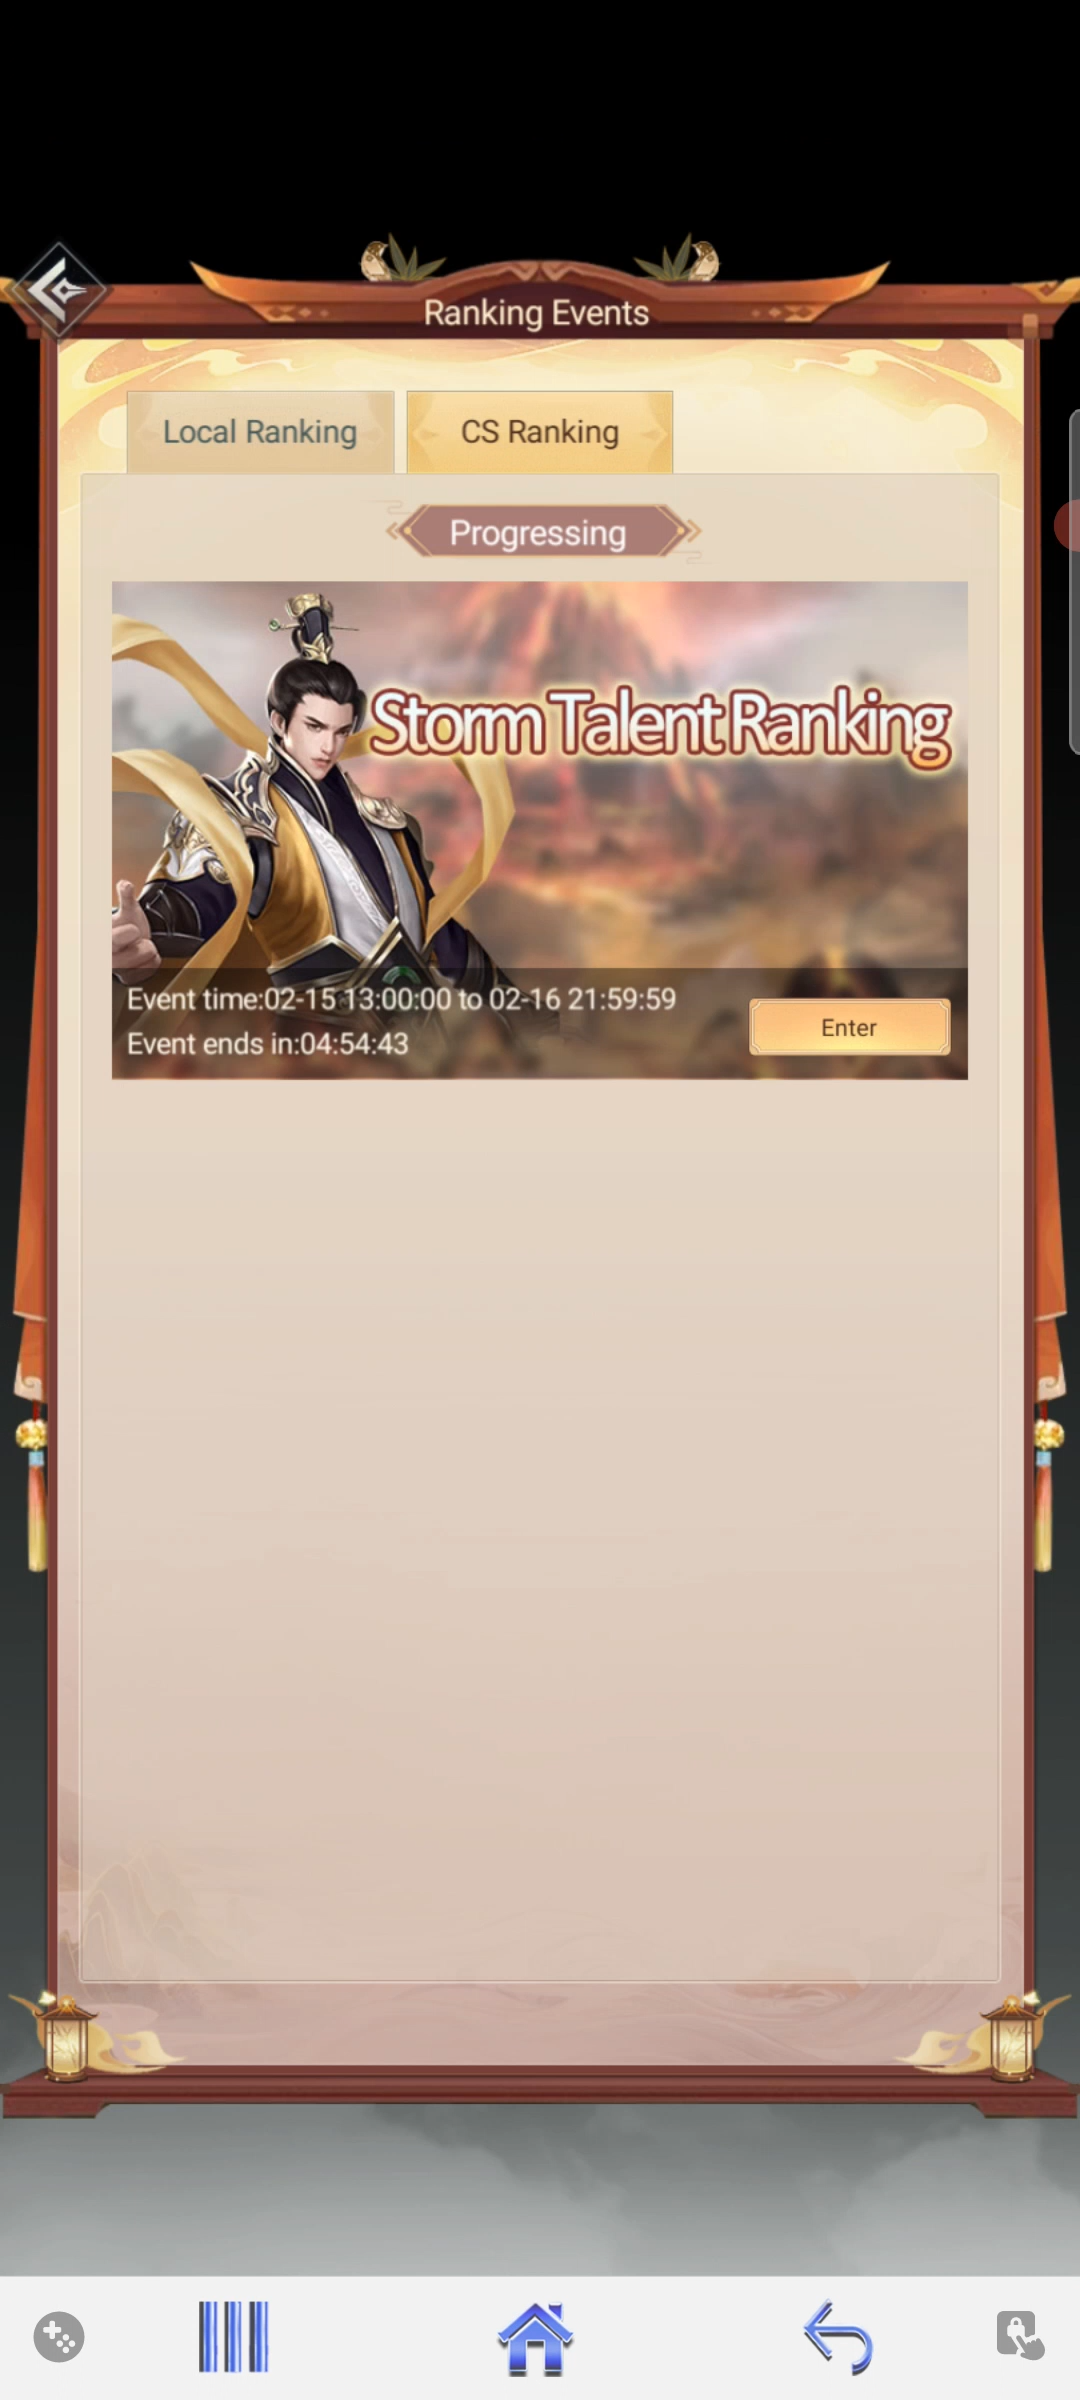 Ranking Events
Local Ranking
CS Ranking
Progressing
Storm Talent Ranking
Event time:02-15 13:00:00 to 02-16 21:59:59
Event ends in:04:54:43
Enter